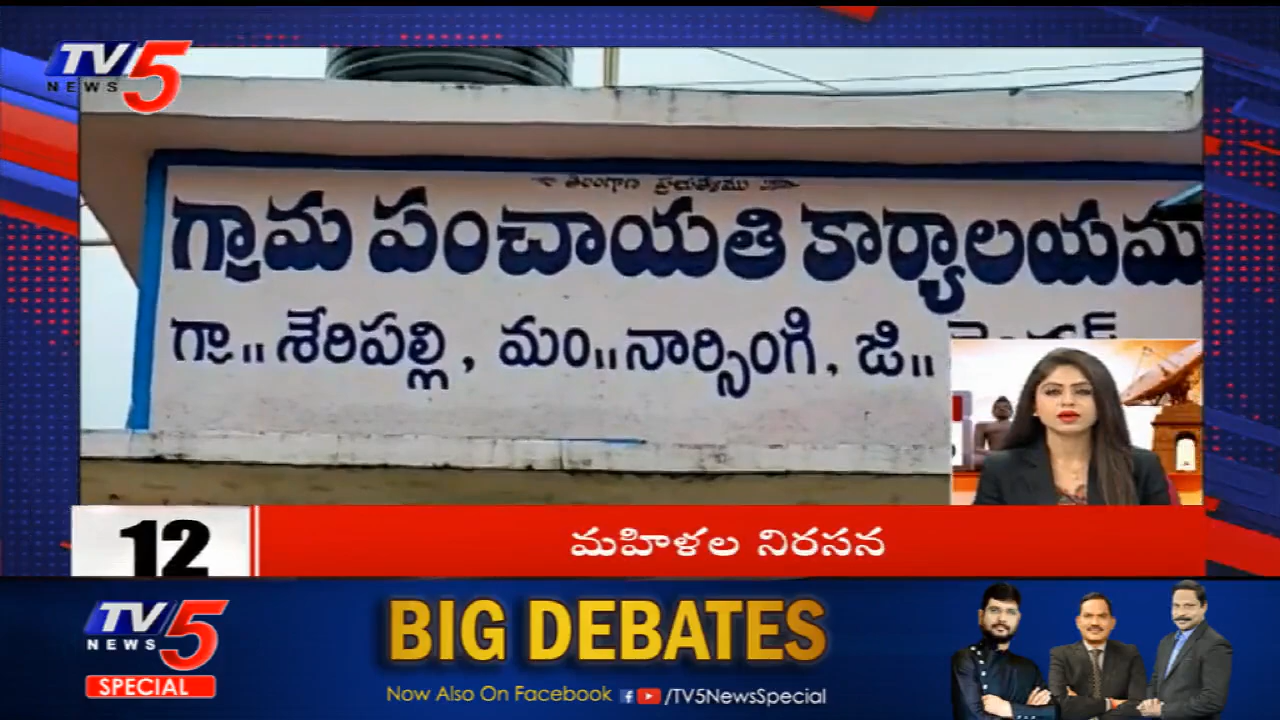 TV5
NEWS
తెలంగాణ ప్రభుత్వము
గ్రామ పంచాయతి కార్యాలయము
గ్రా..శేరిపల్లి, మం..నార్సింగి, జి..
12
మహిళల నిరసన
TV5
NEWS
SPECIAL
BIG DEBATES
Now Also On Facebook /TV5NewsSpecial